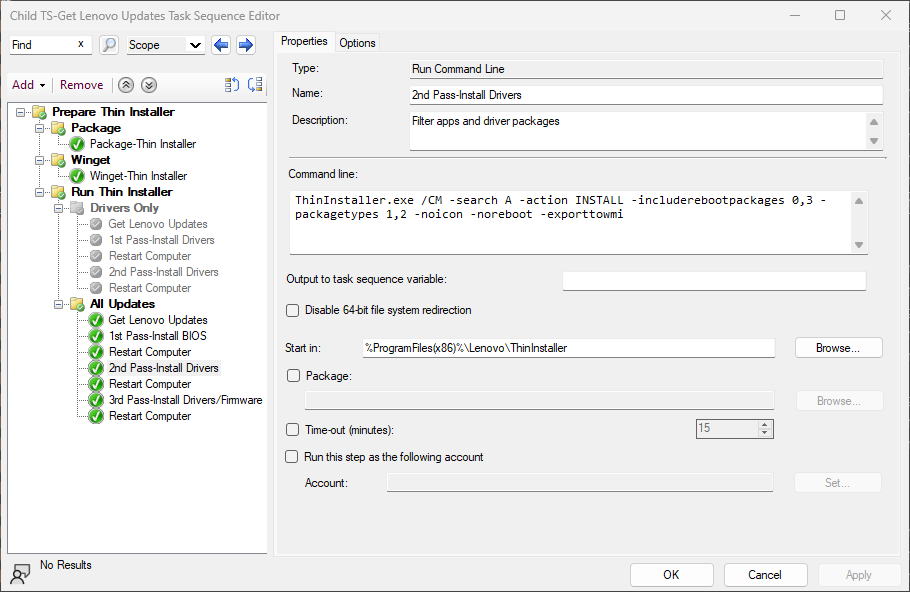 Child TS-Get Lenovo Updates Task Sequence Editor
Find x Scope
Add Remove
Prepare Thin Installer
Package
Package-Thin Installer
Winget
Winget-Thin Installer
Run Thin Installer
Drivers Only
Get Lenovo Updates
1st Pass-Install Drivers
Restart Computer
2nd Pass-Install Drivers
Restart Computer
All Updates
Get Lenovo Updates
1st Pass-Install BIOS
Restart Computer
2nd Pass-Install Drivers
Restart Computer
3rd Pass-Install Drivers/Firmware
Restart Computer
Properties Options
Type: Run Command Line
Name: 2nd Pass-Install Drivers
Description: Filter apps and driver packages
Command line:
ThinInstaller.exe /CM -search A -action INSTALL -includerebootpackages 0,3 -
packagetypes 1,2 -noicon -noreboot -exporttowmi
Output to task sequence variable:
Disable 64-bit file system redirection
Start in: %ProgramFiles(x86)%\Lenovo\ThinInstaller Browse...
Package:
Browse...
Time-out (minutes): 15
Run this step as the following account
Account: Set...
No Results
OK Cancel Apply